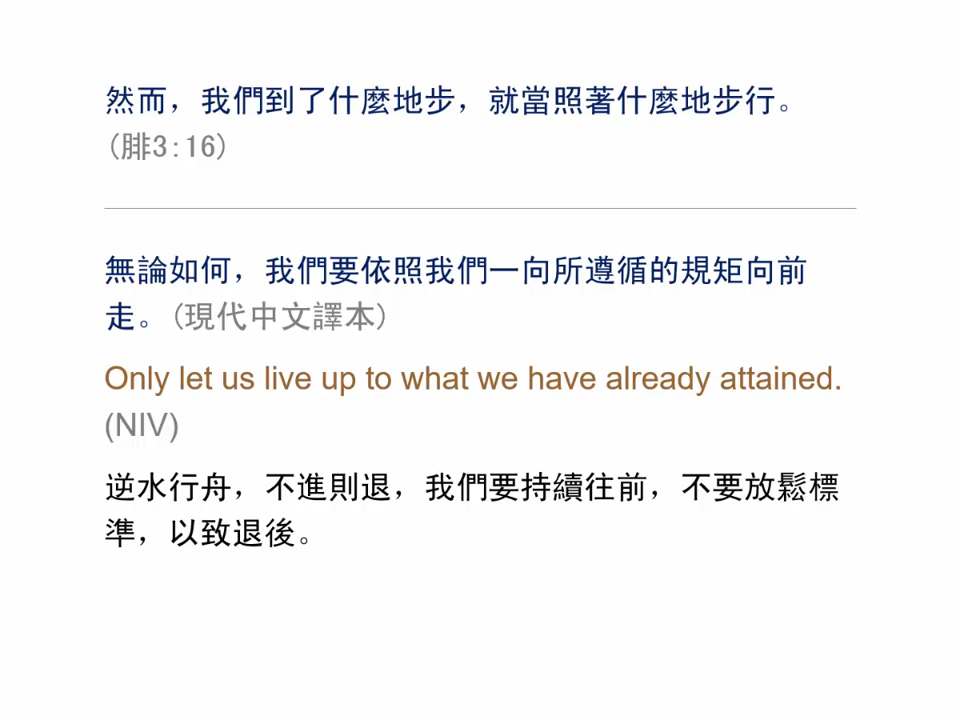 然而，我們到了什麼地步，就當照著什麼地步行。
(腓3:16)
無論如何，我們要依照我們一向所遵循的規矩向前
走。(現代中文譯本)
Only let us live up to what we have already attained.
(NIV)
逆水行舟，不進則退，我們要持續往前，不要放鬆標
準，以致退後。